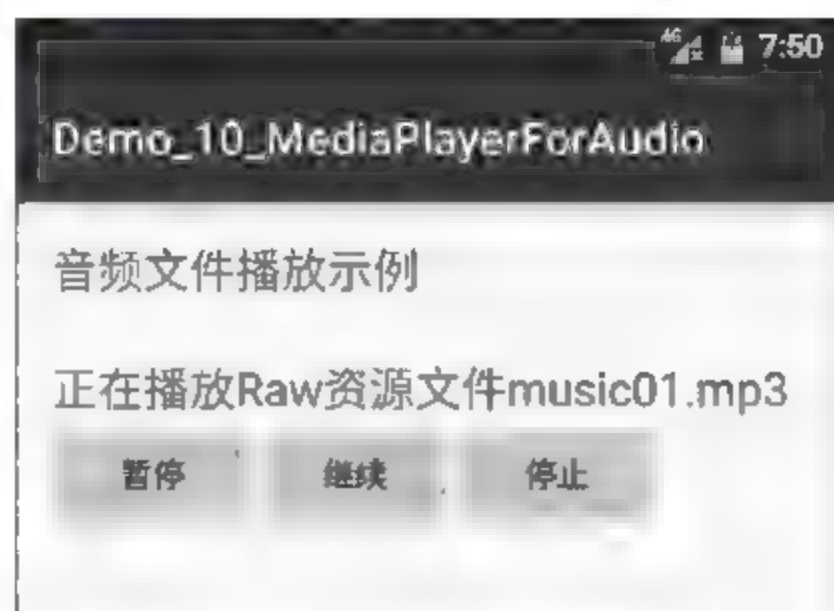 4G 7:50
Demo_10_MediaPlayerForAudio
音频文件播放示例
正在播放Raw资源文件music01.mp3
暂停 继续 停止